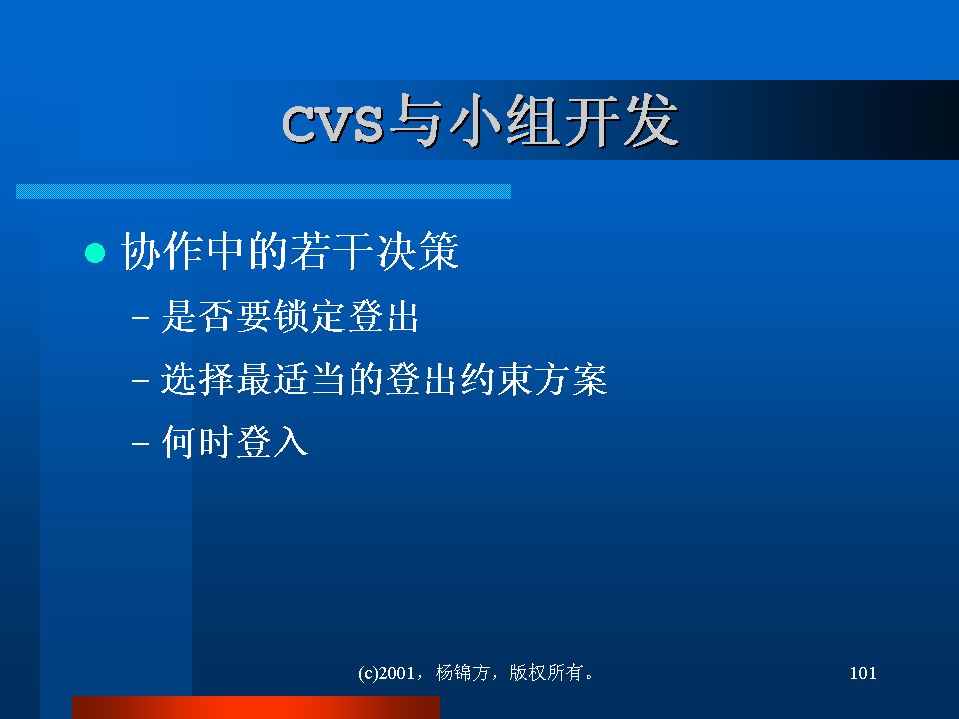 CVS与小组开发
协作中的若干决策
– 是否要锁定登出
– 选择最适当的登出约束方案
– 何时登入
(c)2001，杨锦方，版权所有。
101